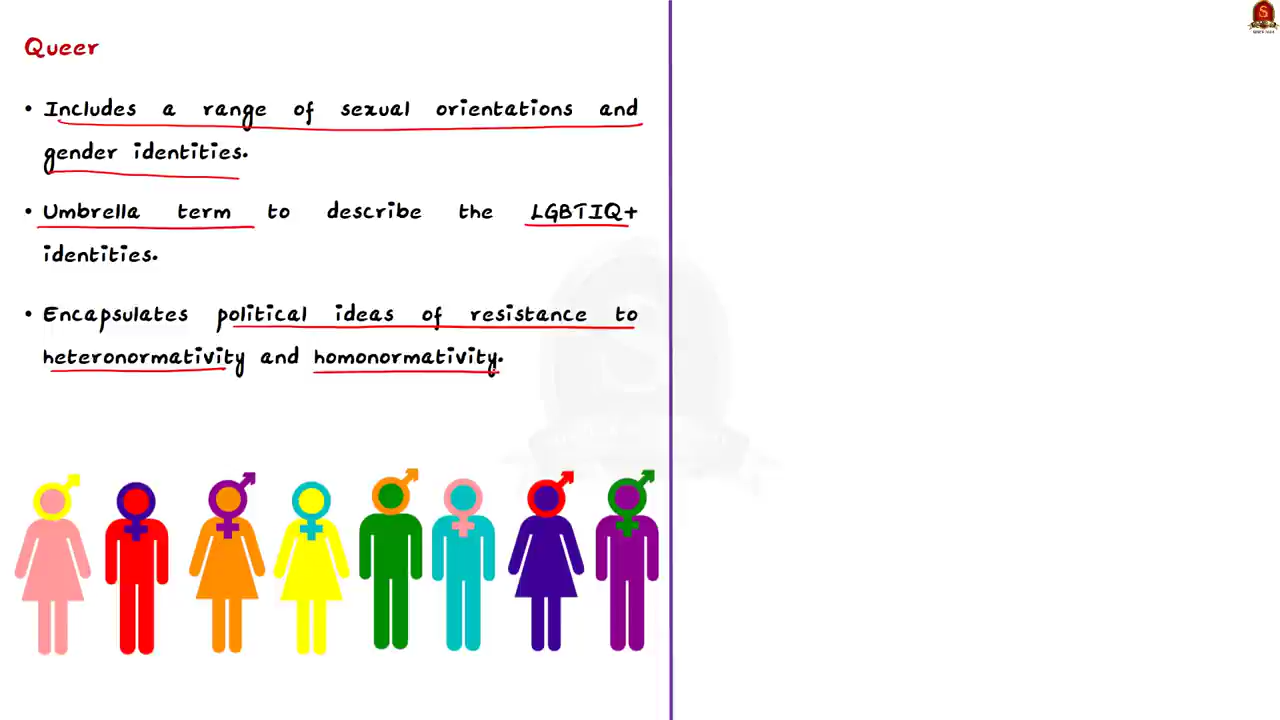 Queer
• Includes a range of sexual orientations and
gender identities.
• Umbrella term to describe the LGBTIQ+
identities.
• Encapsulates political ideas of resistance to
heteronormativity and homonormativity.
S